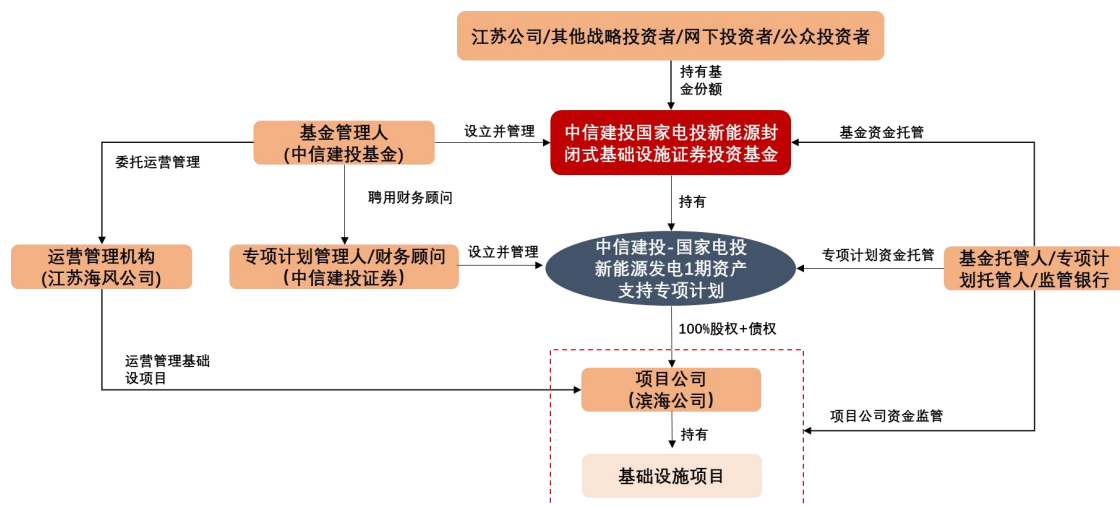 江苏公司/其他战略投资者/网下投资者/公众投资者
持有基
金份额
基金管理人
(中信建投基金)
设立并管理
中信建投国家电投新能源封
闭式基础设施证券投资基金
基金资金托管
委托运营管理
聘用财务顾问
持有
运营管理机构
(江苏海风公司)
专项计划管理人/财务顾问
(中信建投证券)
设立并管理
中信建投-国家电投
新能源发电1期资产
支持专项计划
专项计划资金托管
基金托管人/专项计
划托管人/监管银行
100%股权+债权
运营管理基础
设项目
项目公司
(滨海公司)
项目公司资金监管
持有
基础设施项目